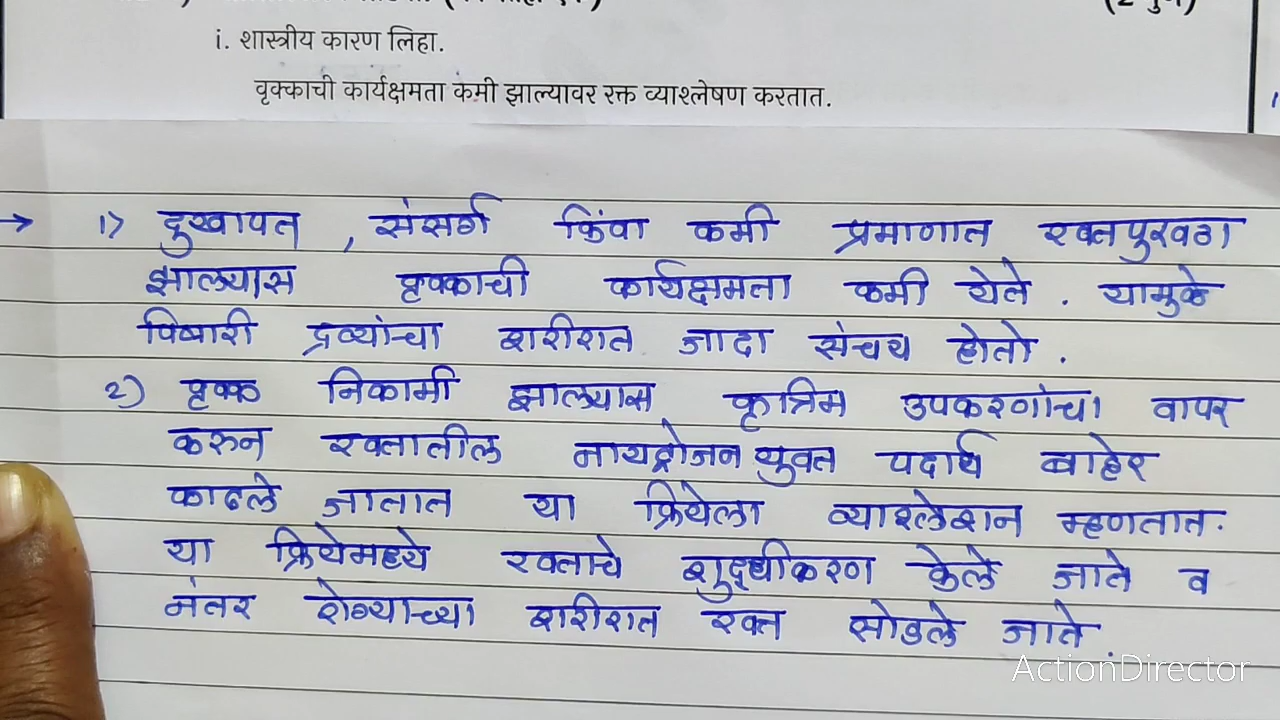 i. शास्त्रीय कारण लिहा.
वृक्काची कार्यक्षमता कमी झाल्यावर रक्त व्याश्लेषण करतात.
→ 1) दुखापत, संसर्ग किंवा कमी प्रमाणात रक्तपुरवठा
झाल्यास वृक्काची कार्यक्षमता कमी येते. यामुळे
विषारी द्रव्यांचा शरीरात जादा संचय होतो.
2) वृक्क निकामी झाल्यास कृत्रिम उपकरणांचा वापर
करुन रक्तातील नायट्रोजन युक्त पदार्थ बाहेर
काढले जातात या क्रियेला व्याश्लेशन म्हणतात.
या क्रियेमध्ये रक्ताचे शुद्धीकरण केले जाते व
नंतर रोग्याच्या शरीरात रक्त सोडले जाते.
ActionDirector